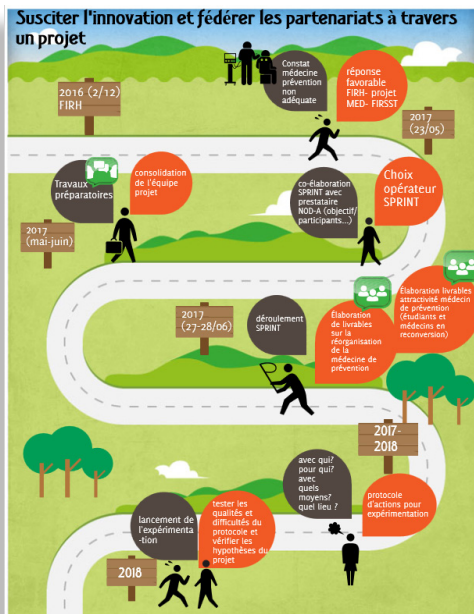 Susciter l'innovation et fédérer les partenariats à travers
un projet
2016 (2/12)
FIRH
Constat
médecine
prévention
non
adéquate
réponse
favorable
FIRH- projet
MED- FIRSST
2017
(23/05)
Travaux
préparatoires
consolidation
de l'équipe
projet
co-élaboration
SPRINT avec
prestataire
NOD-A (objectif/
participants...)
Choix
opérateur
SPRINT
2017
(mai-juin)
2017
(27-28/06)
déroulement
SPRINT
Élaboration
de livrables
sur la
réorganisation
de la
médecine de
prévention
Élaboration livrables
attractivité médecin
de prévention
(étudiants et
médecins en
reconversion)
2017-
2018
avec qui?
pour qui?
avec
quels
moyens?
quel lieu ?
protocole
d'actions pour
expérimentation
lancement de
l'expérimenta
-tion
tester les
qualités et
difficultés du
protocole et
vérifier les
hypothèses du
projet
2018